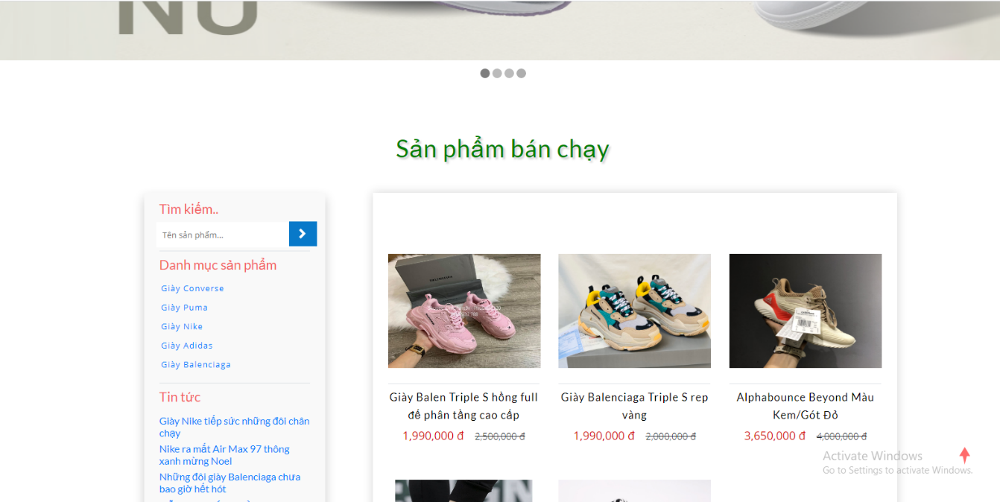 NU
Sản phẩm bán chạy
Tìm kiếm..
Tên sản phẩm...
Danh mục sản phẩm
Giày Converse
Giày Puma
Giày Nike
Giày Adidas
Giày Balenciaga
Tin tức
Giày Nike tiếp sức những đôi chân
chạy
Nike ra mắt Air Max 97 thông
xanh mừng Noel
Những đôi giày Balenciaga chưa
bao giờ hết hót
Giày Balen Triple S hồng full
đế phân tầng cao cấp
1,990,000 đ 2,500,000 đ
Giày Balenciaga Triple S rep
vàng
1,990,000 đ 2,000,000 đ
Alphabounce Beyond Màu
Kem/Gót Đỏ
3,650,000 đ 4,000,000 đ
Activate Windows
Go to Settings to activate Windows.